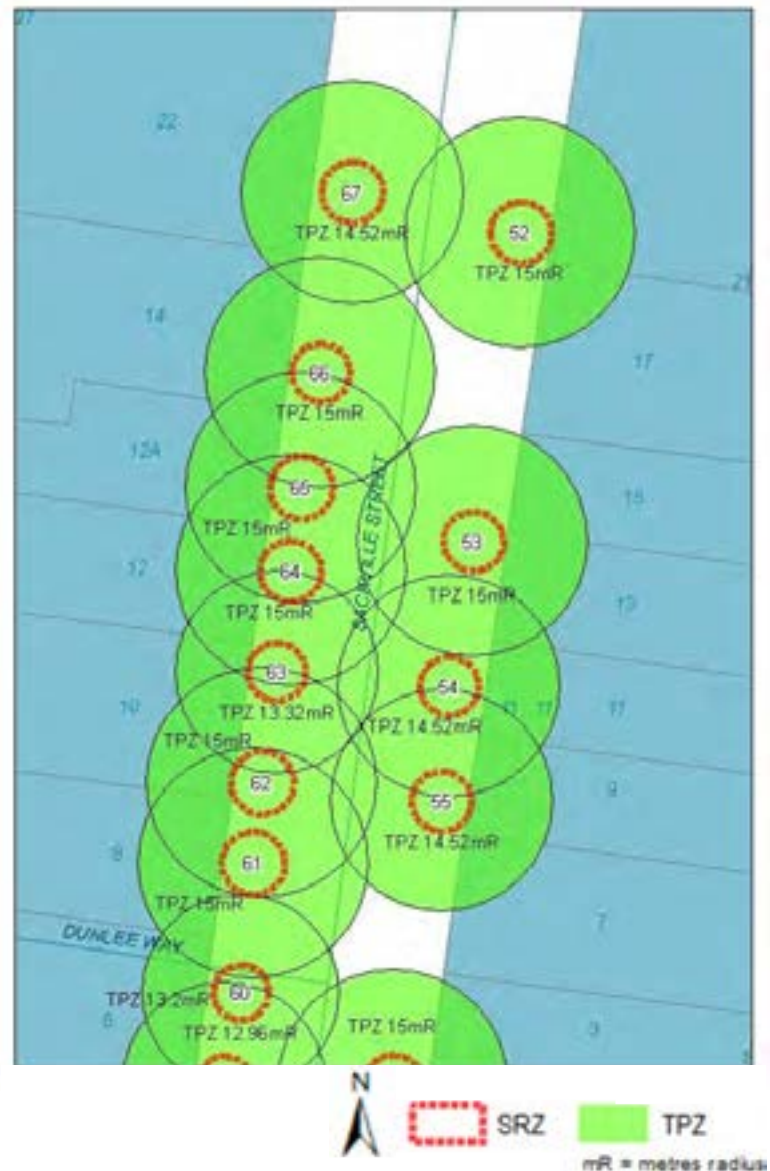 27
22
67
TPZ 14.52mR
52
TPZ 15mR
14
17
66
TPZ 15mR
12A
65
TPZ 15mR
15
SACKVILLE STREET
53
TPZ 15mR
12
64
TPZ 15mR
13
63
TPZ 13.32mR
54
TPZ 14.52mR
11
11
10
TPZ 15mR
62
9
55
TPZ 14.52mR
8
61
TPZ 15mR
7
DUNLEE WAY
60
TPZ 13.2mR
TPZ 12.96mR
TPZ 15mR
3
N
SRZ
TPZ
mR = metres radius